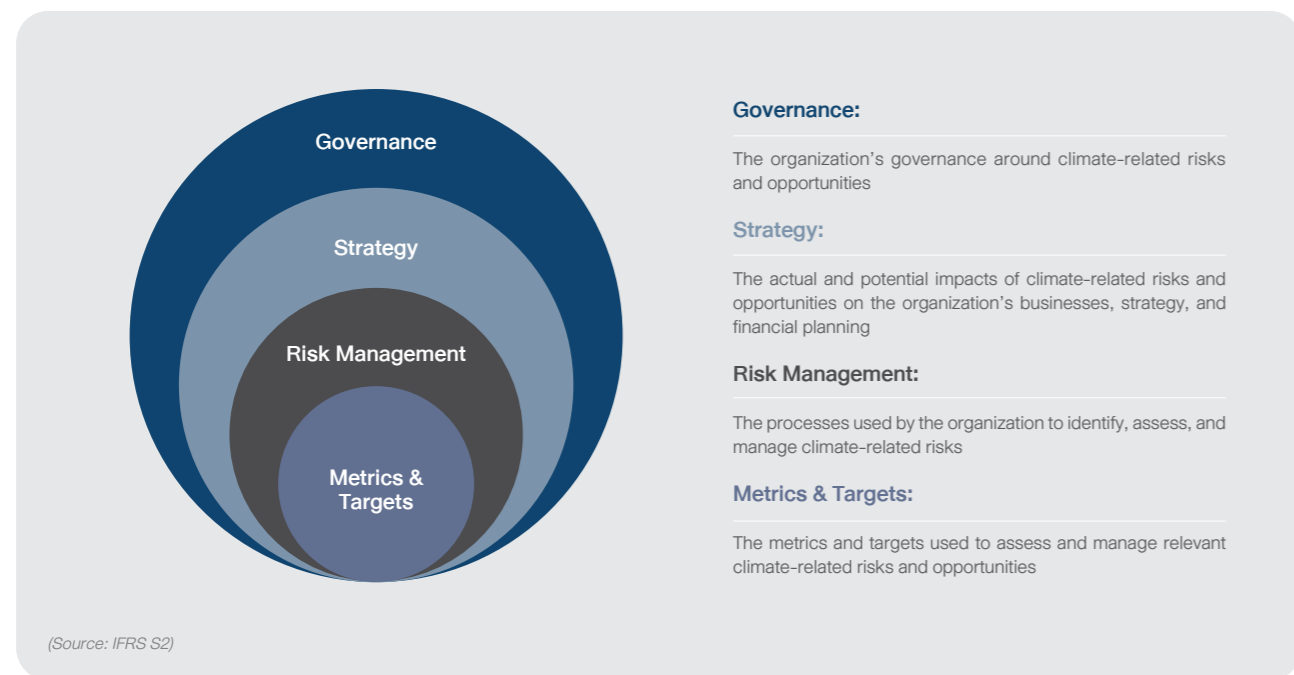 Governance
Strategy
Risk Management
Metrics &
Targets
Governance:
The organization’s governance around climate-related risks
and opportunities
Strategy:
The actual and potential impacts of climate-related risks and
opportunities on the organization’s businesses, strategy, and
financial planning
Risk Management:
The processes used by the organization to identify, assess, and
manage climate-related risks
Metrics & Targets:
The metrics and targets used to assess and manage relevant
climate-related risks and opportunities
(Source: IFRS S2)